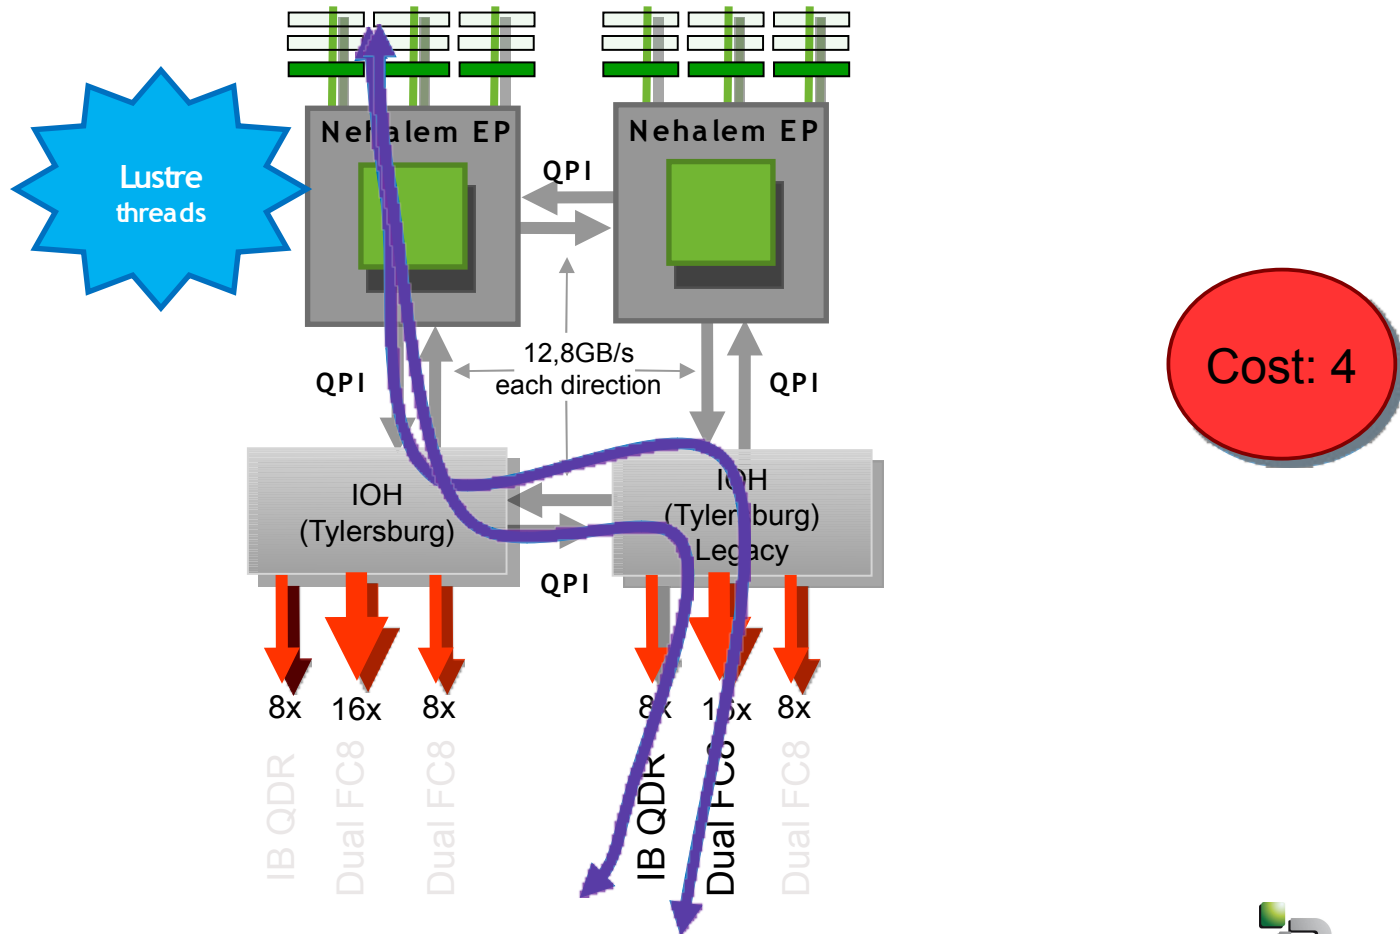 Nehalem EP
Nehalem EP
QPI
Lustre
threads
12,8GB/s
each direction
QPI
QPI
Cost: 4
IOH
(Tylersburg)
IOH
(Tylersburg)
Legacy
QPI
8x
16x
8x
8x
16x
8x
IB QDR
Dual FC8
Dual FC8
IB QDR
Dual FC8
Dual FC8